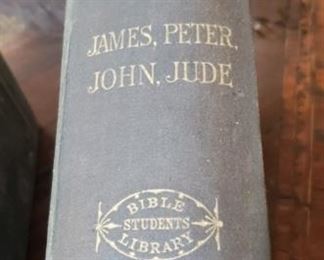 JAMES, PETER,
JOHN, JUDE
BIBLE
STUDENTS
LIBRARY